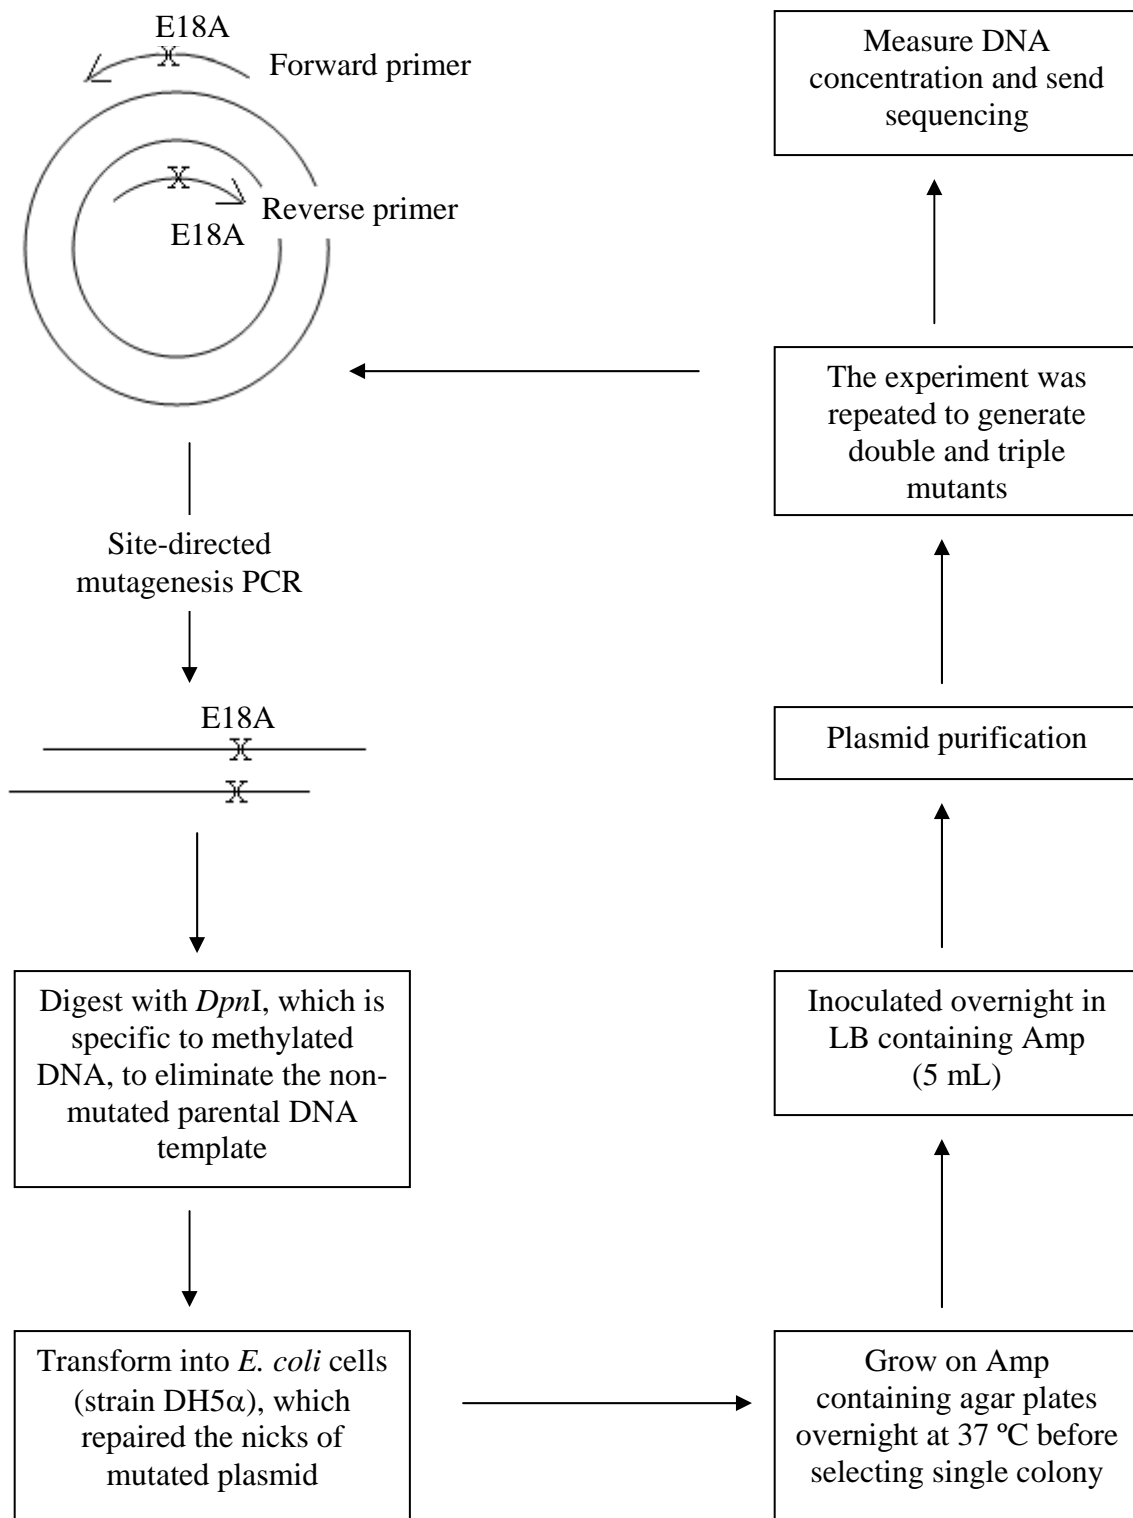 E18A
Forward primer
Reverse primer
E18A
Site-directed
mutagenesis PCR
E18A
Digest with DpnI, which is
specific to methylated
DNA, to eliminate the non-
mutated parental DNA
template
Transform into E. coli cells
(strain DH5α), which
repaired the nicks of
mutated plasmid
Grow on Amp
containing agar plates
overnight at 37 ºC before
selecting single colony
Inoculated overnight in
LB containing Amp
(5 mL)
Plasmid purification
The experiment was
repeated to generate
double and triple
mutants
Measure DNA
concentration and send
sequencing